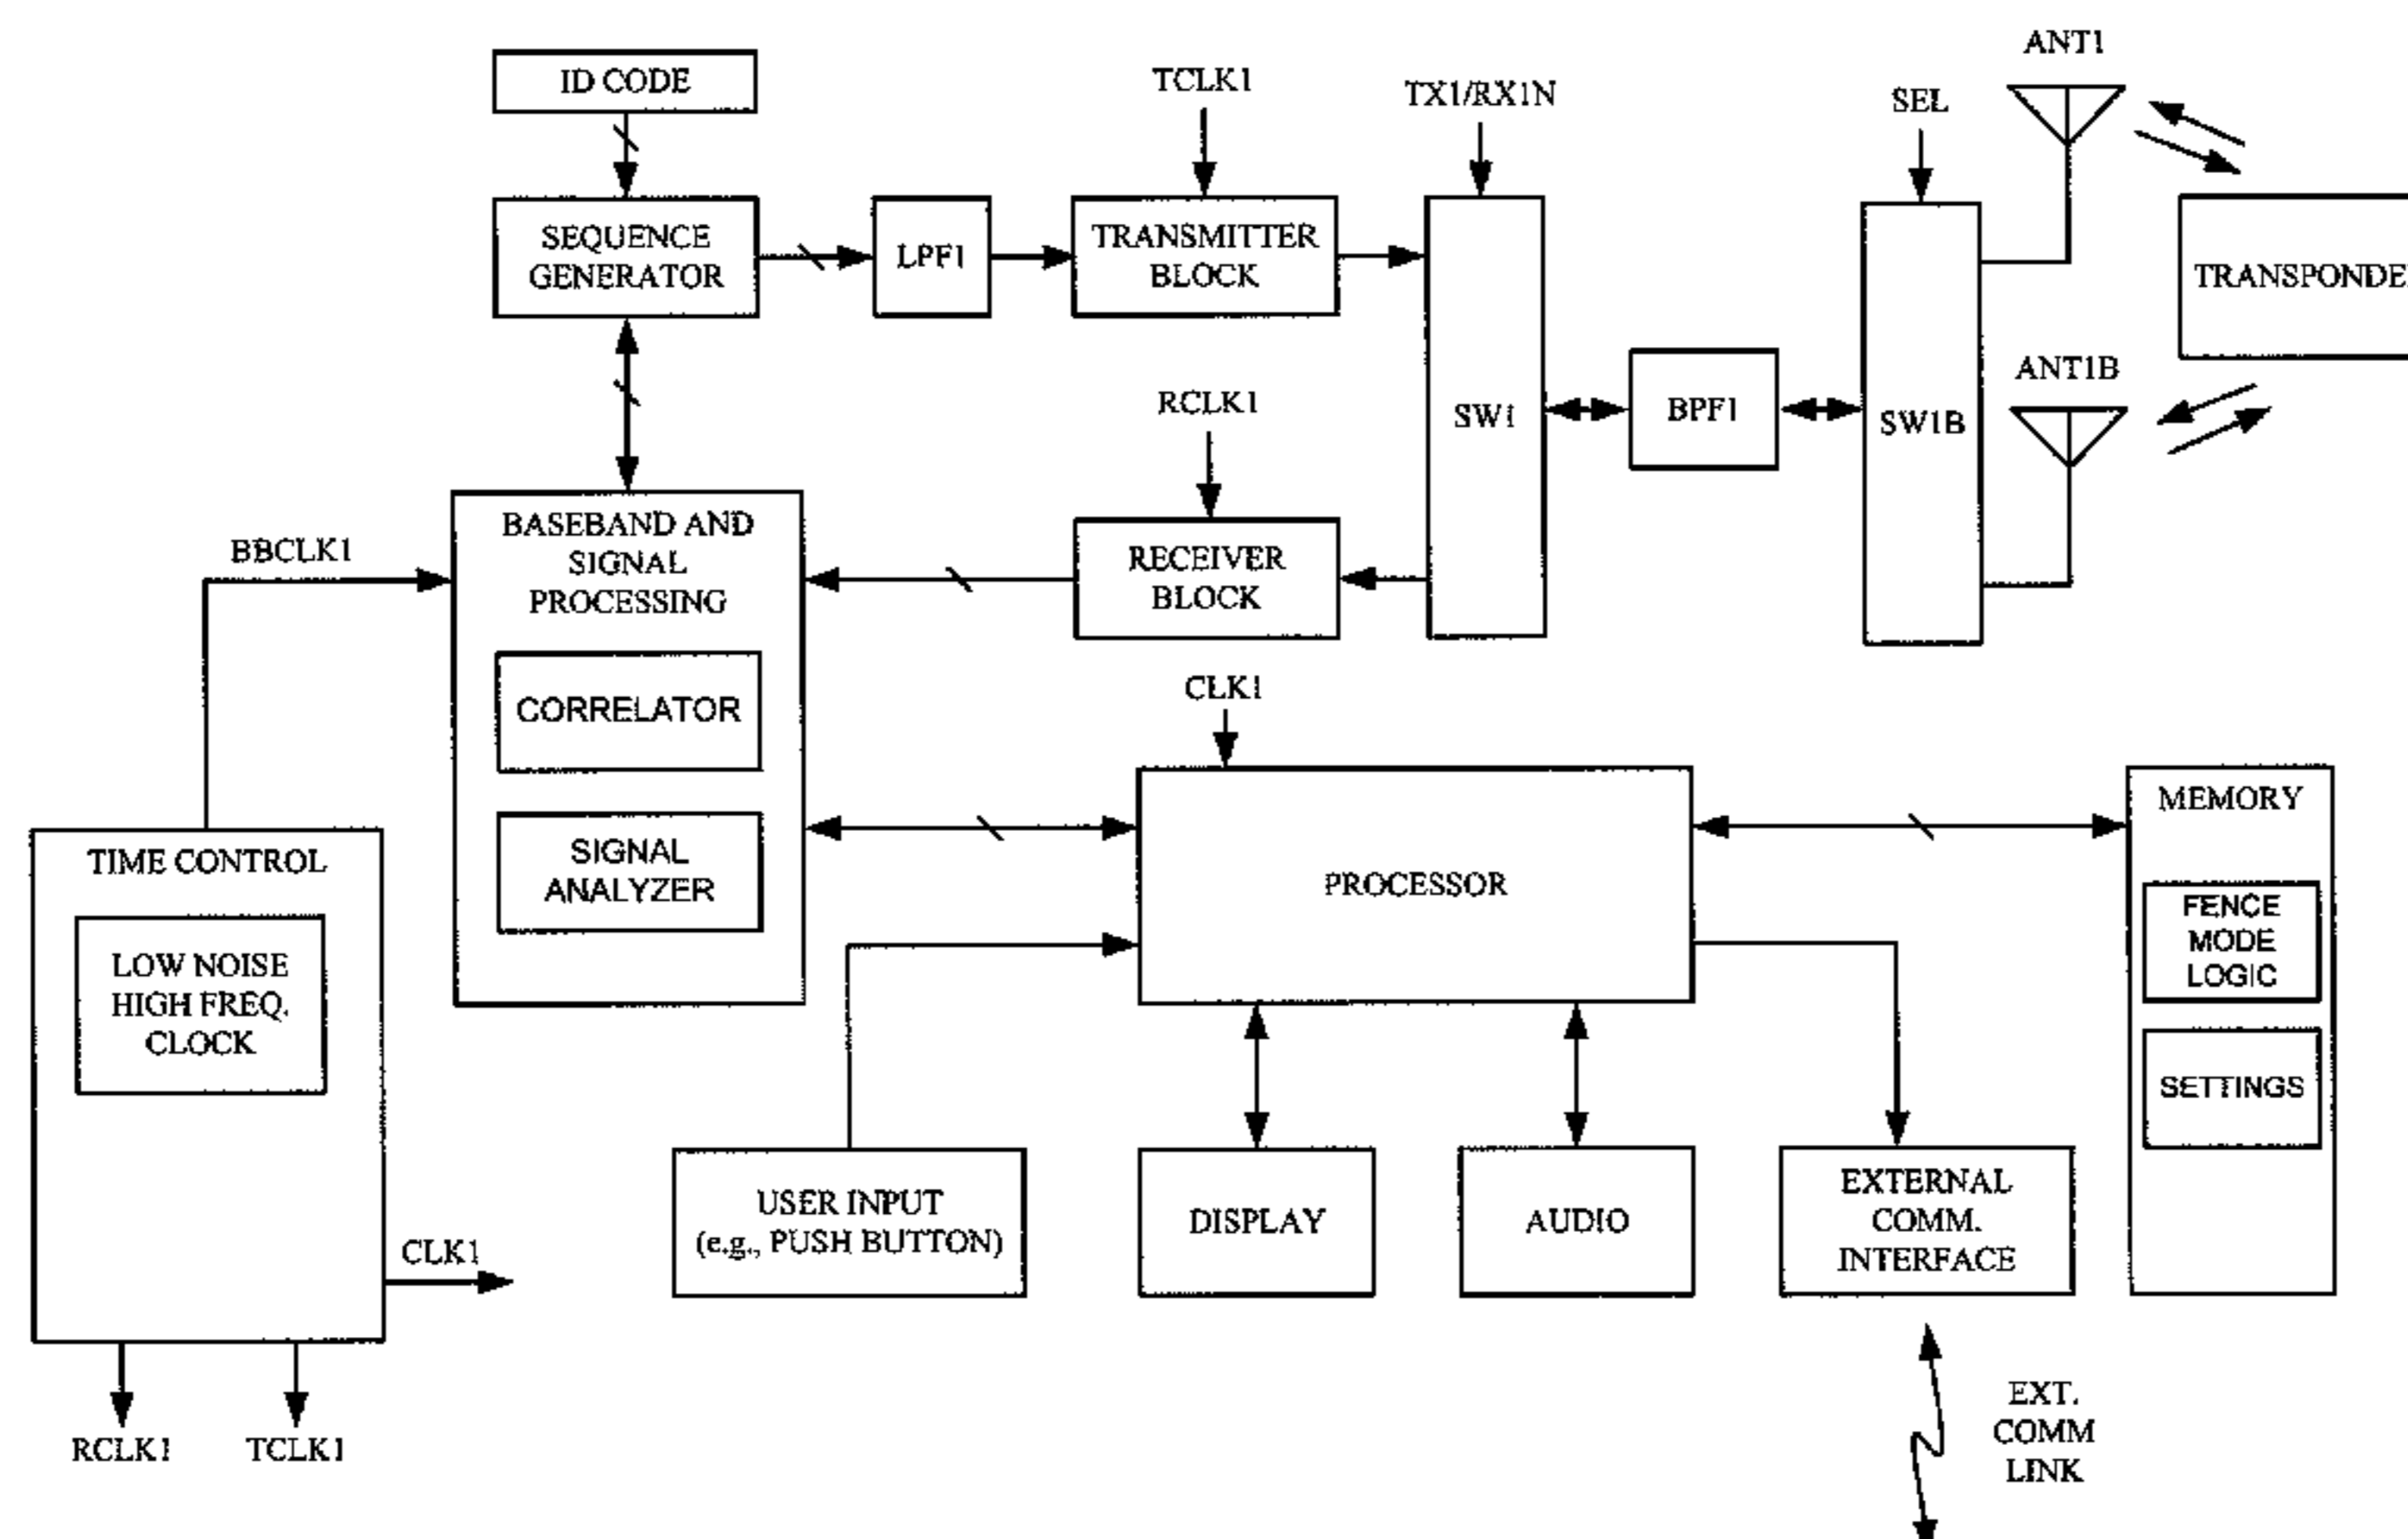 ANT1
ID CODE
TCLK1
TX1/RX1N
SEL
SEQUENCE
GENERATOR
LPF1
TRANSMITTER
BLOCK
TRANSPONDE
ANT1B
RCLK1
SW1
BPF1
SW1B
BASEBAND AND
SIGNAL
PROCESSING
BBCLK1
RECEIVER
BLOCK
CORRELATOR
CLK1
MEMORY
TIME CONTROL
SIGNAL
ANALYZER
PROCESSOR
FENCE
MODE
LOGIC
LOW NOISE
HIGH FREQ.
CLOCK
SETTINGS
USER INPUT
(e.g., PUSH BUTTON)
DISPLAY
AUDIO
EXTERNAL
COMM.
INTERFACE
CLK1
RCLK1
TCLK1
EXT.
COMM
LINK